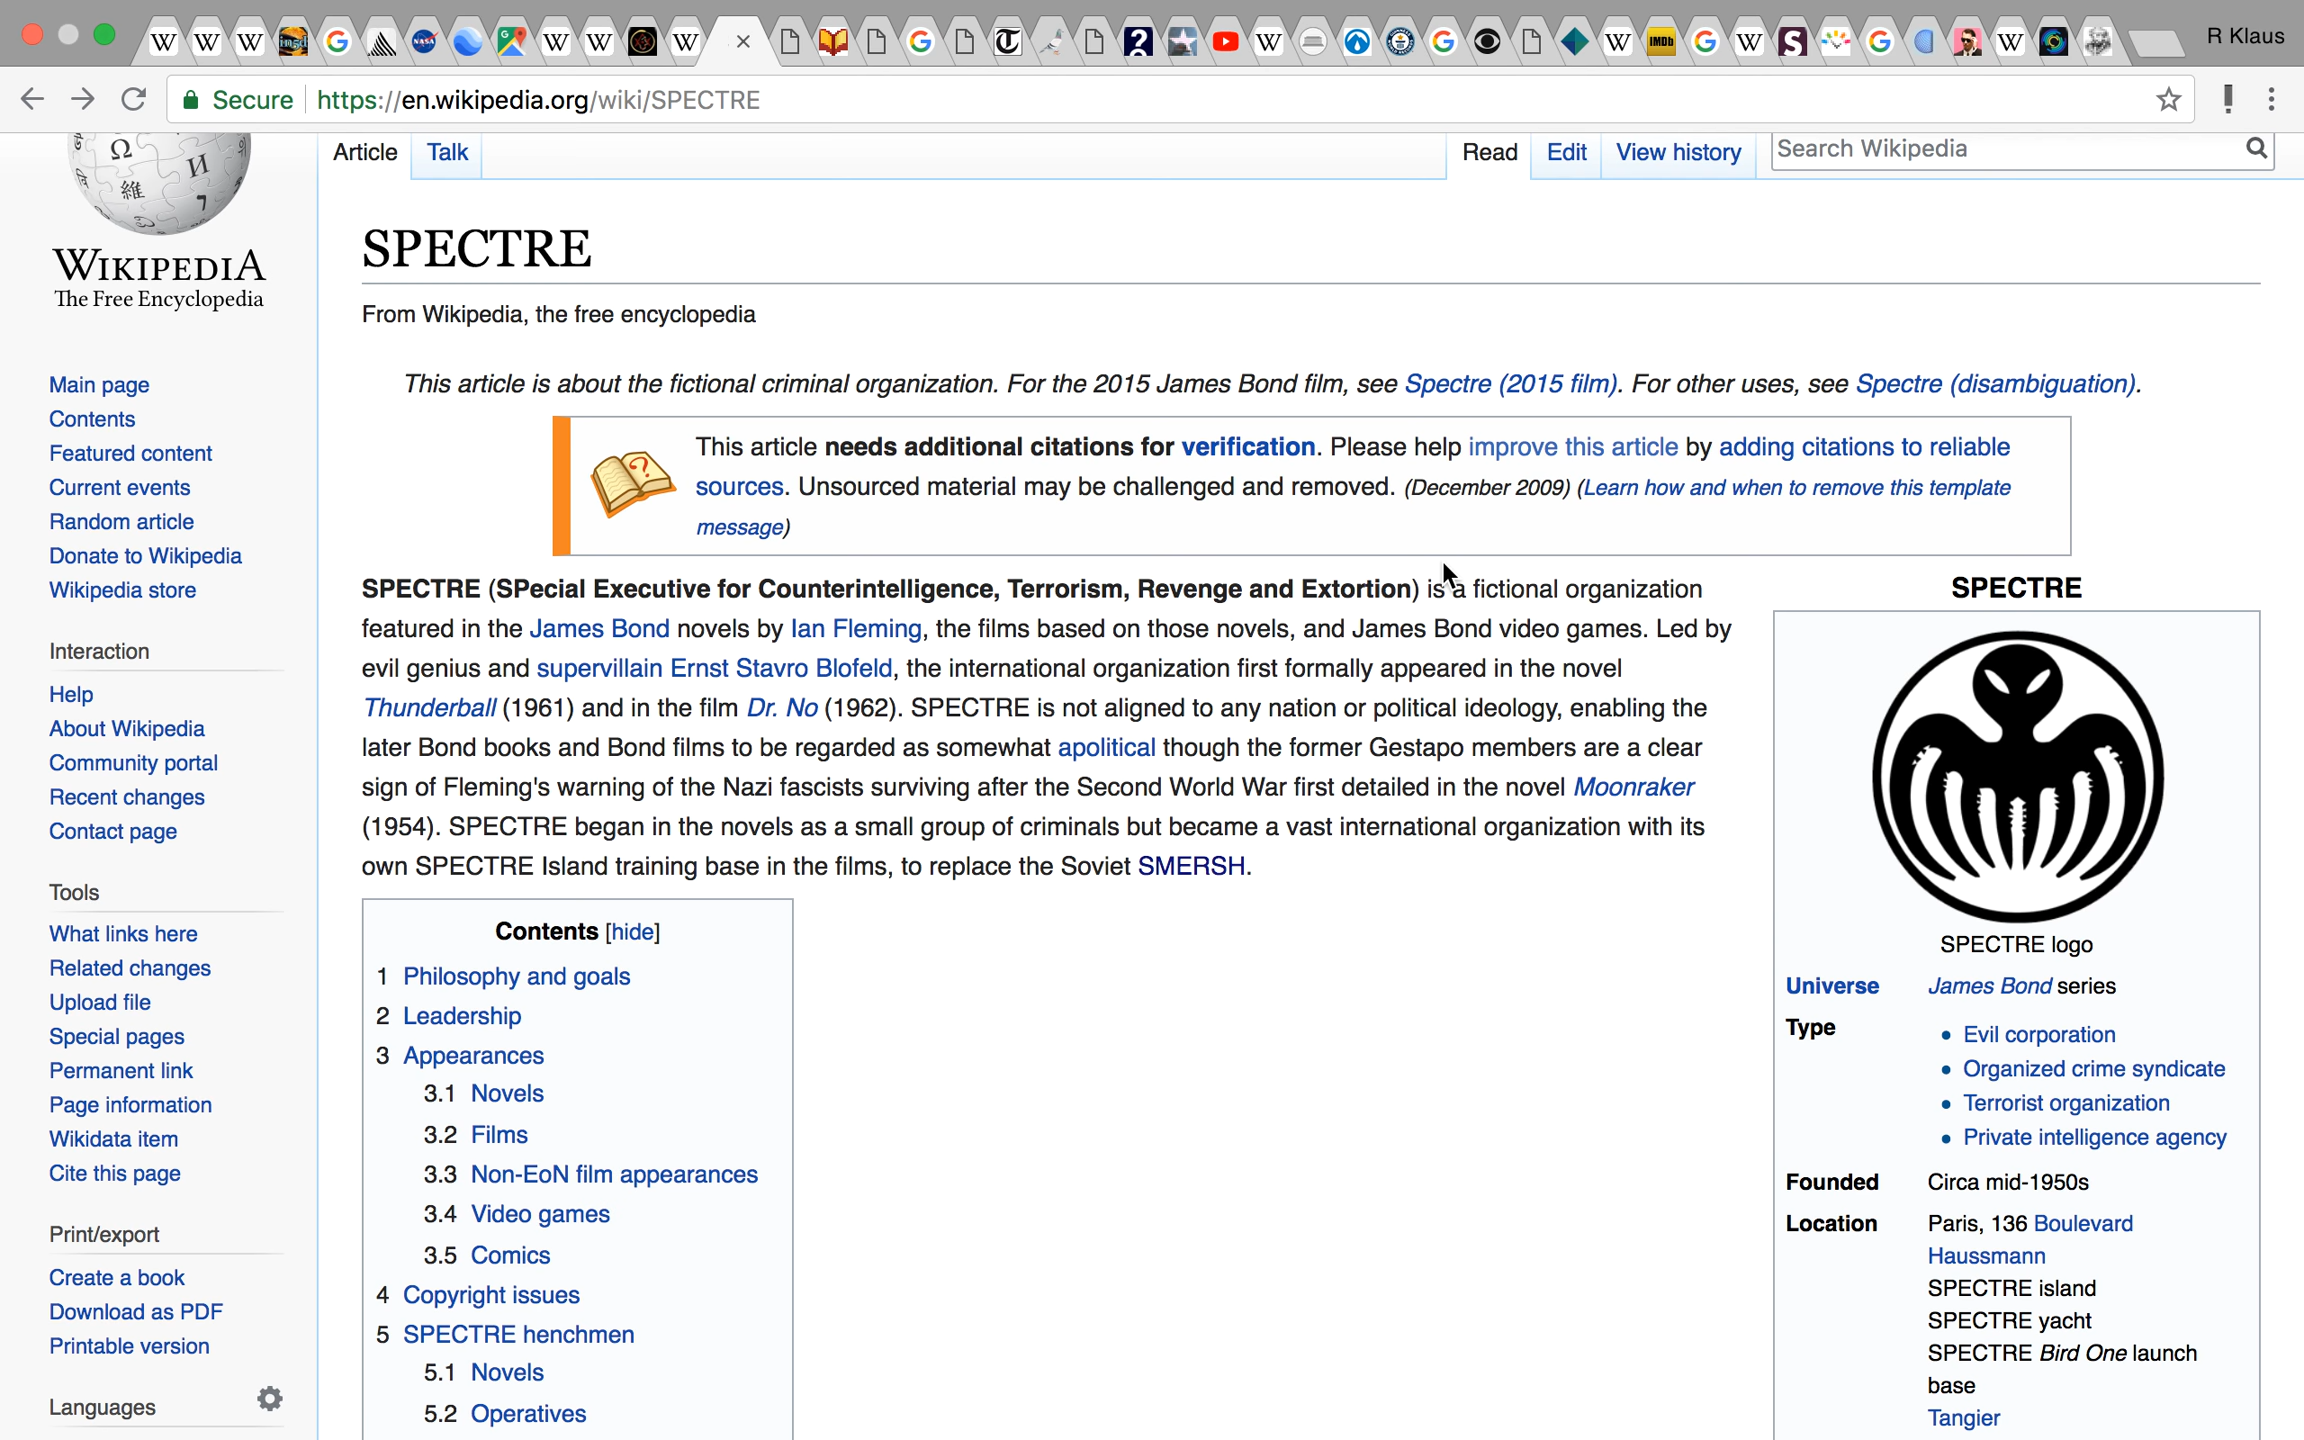 R Klaus
Secure https://en.wikipedia.org/wiki/SPECTRE
Article Talk Read Edit View history Search Wikipedia
WIKIPEDIA
The Free Encyclopedia
Main page
Contents
Featured content
Current events
Random article
Donate to Wikipedia
Wikipedia store
Interaction
Help
About Wikipedia
Community portal
Recent changes
Contact page
Tools
What links here
Related changes
Upload file
Special pages
Permanent link
Page information
Wikidata item
Cite this page
Print/export
Create a book
Download as PDF
Printable version
Languages
SPECTRE
From Wikipedia, the free encyclopedia
This article is about the fictional criminal organization. For the 2015 James Bond film, see Spectre (2015 film). For other uses, see Spectre (disambiguation).
This article needs additional citations for verification. Please help improve this article by adding citations to reliable
sources. Unsourced material may be challenged and removed. (December 2009) (Learn how and when to remove this template
message)
SPECTRE (SPecial Executive for Counterintelligence, Terrorism, Revenge and Extortion) is a fictional organization
featured in the James Bond novels by Ian Fleming, the films based on those novels, and James Bond video games. Led by
evil genius and supervillain Ernst Stavro Blofeld, the international organization first formally appeared in the novel
Thunderball (1961) and in the film Dr. No (1962). SPECTRE is not aligned to any nation or political ideology, enabling the
later Bond books and Bond films to be regarded as somewhat apolitical though the former Gestapo members are a clear
sign of Fleming's warning of the Nazi fascists surviving after the Second World War first detailed in the novel Moonraker
(1954). SPECTRE began in the novels as a small group of criminals but became a vast international organization with its
own SPECTRE Island training base in the films, to replace the Soviet SMERSH.
Contents [hide]
1 Philosophy and goals
2 Leadership
3 Appearances
3.1 Novels
3.2 Films
3.3 Non-EoN film appearances
3.4 Video games
3.5 Comics
4 Copyright issues
5 SPECTRE henchmen
5.1 Novels
5.2 Operatives
SPECTRE
SPECTRE logo
Universe James Bond series
Type • Evil corporation
• Organized crime syndicate
• Terrorist organization
• Private intelligence agency
Founded Circa mid-1950s
Location Paris, 136 Boulevard
Haussmann
SPECTRE island
SPECTRE yacht
SPECTRE Bird One launch
base
Tangier